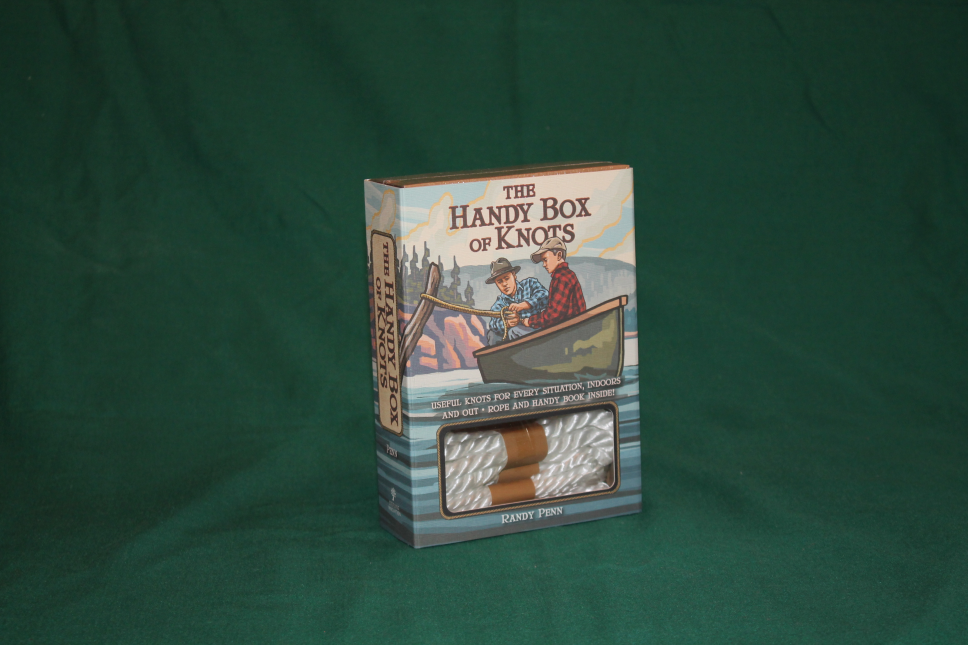 THE
HANDY BOX
OF KNOTS
USEFUL KNOTS FOR EVERY SITUATION, INDOORS
AND OUT • ROPE AND HANDY BOOK INSIDE!
RANDY PENN
THE HANDY BOX
OF KNOTS
PENN